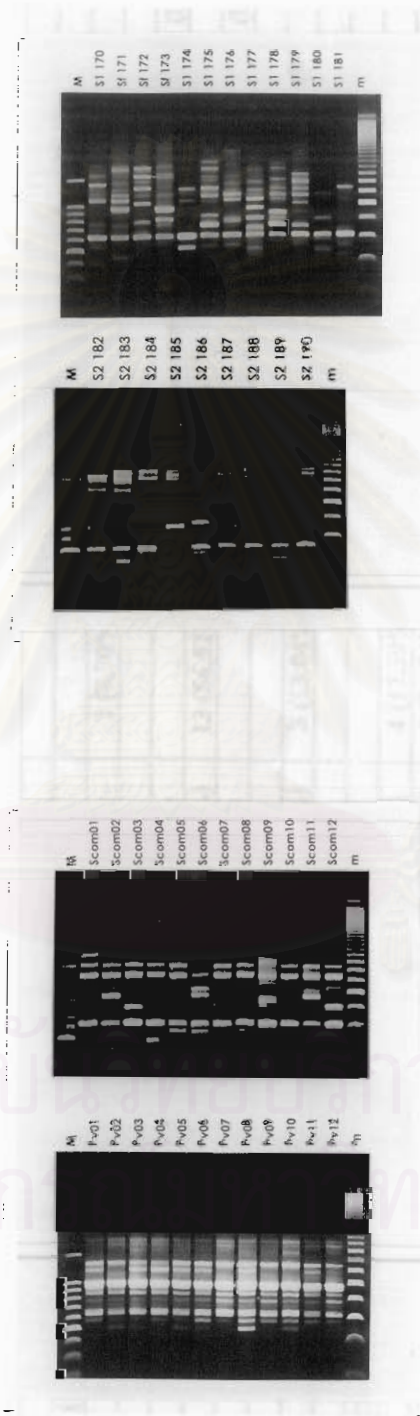 M
S1 170
Sf 171
Sf 172
Sf 173
S1 174
S1 175
S1 176
S1 177
S1 178
S1 179
S1 180
S1 181
m
M
S2 182
S2 183
S2 184
S2 185
S2 186
S2 187
S2 188
S2 189
S2 190
m
M
Scom01
Scom02
Scom03
Scom04
Scom05
Scom06
Scom07
Scom08
Scom09
Scom10
Scom11
Scom12
m
M
Pv01
Pv02
Pv03
Pv04
Pv05
Pv06
Pv07
Pv08
Pv09
Pv10
Pv11
Pv12
m